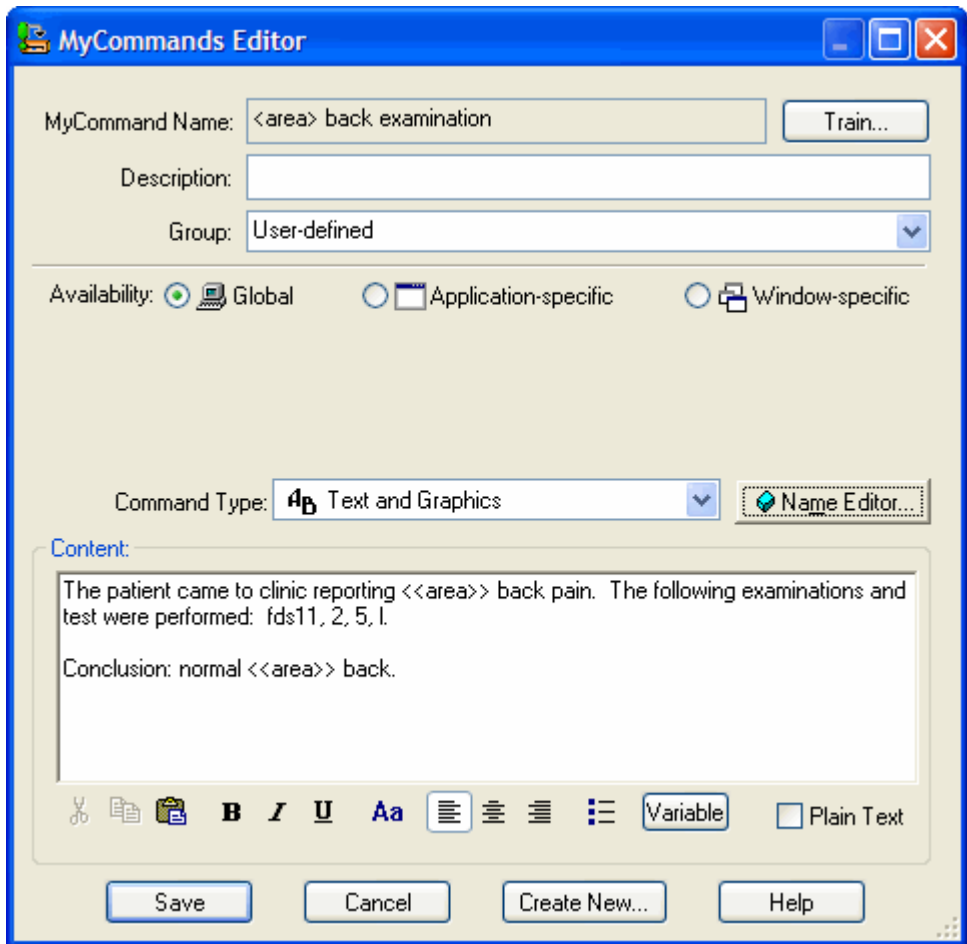 MyCommands Editor
MyCommand Name: <area> back examination Train...
Description:
Group: User-defined
Availability: Global Application-specific Window-specific
Command Type: AB Text and Graphics Name Editor...
Content:
The patient came to clinic reporting <<area>> back pain.  The following examinations and
test were performed:  fds11, 2, 5, l.
Conclusion: normal <<area>> back.
B I U Aa Variable Plain Text
Save Cancel Create New... Help